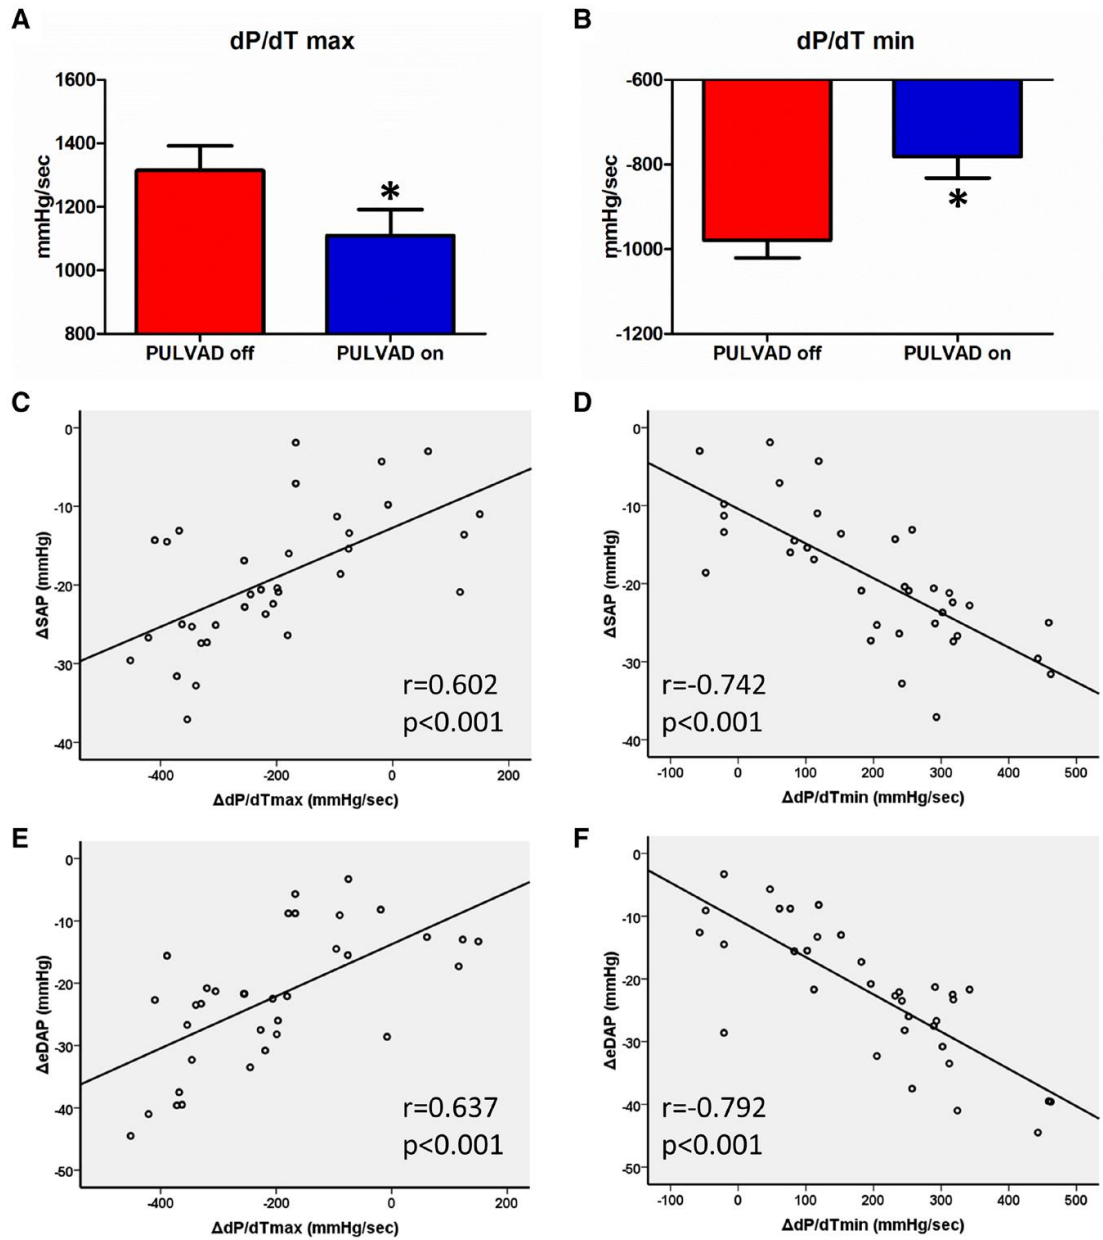 A
dP/dT max
mmHg/sec
1600
1400
1200
1000
800
*
PULVAD off PULVAD on
B
dP/dT min
mmHg/sec
-600
-800
-1000
-1200
*
PULVAD off PULVAD on
C
ΔSAP (mmHg)
0
-10
-20
-30
-40
r=0.602
p<0.001
-400 -200 0 200
ΔdP/dTmax (mmHg/sec)
D
ΔSAP (mmHg)
0
-10
-20
-30
-40
r=-0.742
p<0.001
-100 0 100 200 300 400 500
ΔdP/dTmin (mmHg/sec)
E
ΔeDAP (mmHg)
0
-10
-20
-30
-40
-50
r=0.637
p<0.001
-400 -200 0 200
ΔdP/dTmax (mmHg/sec)
F
ΔeDAP (mmHg)
0
-10
-20
-30
-40
-50
r=-0.792
p<0.001
-100 0 100 200 300 400 500
ΔdP/dTmin (mmHg/sec)